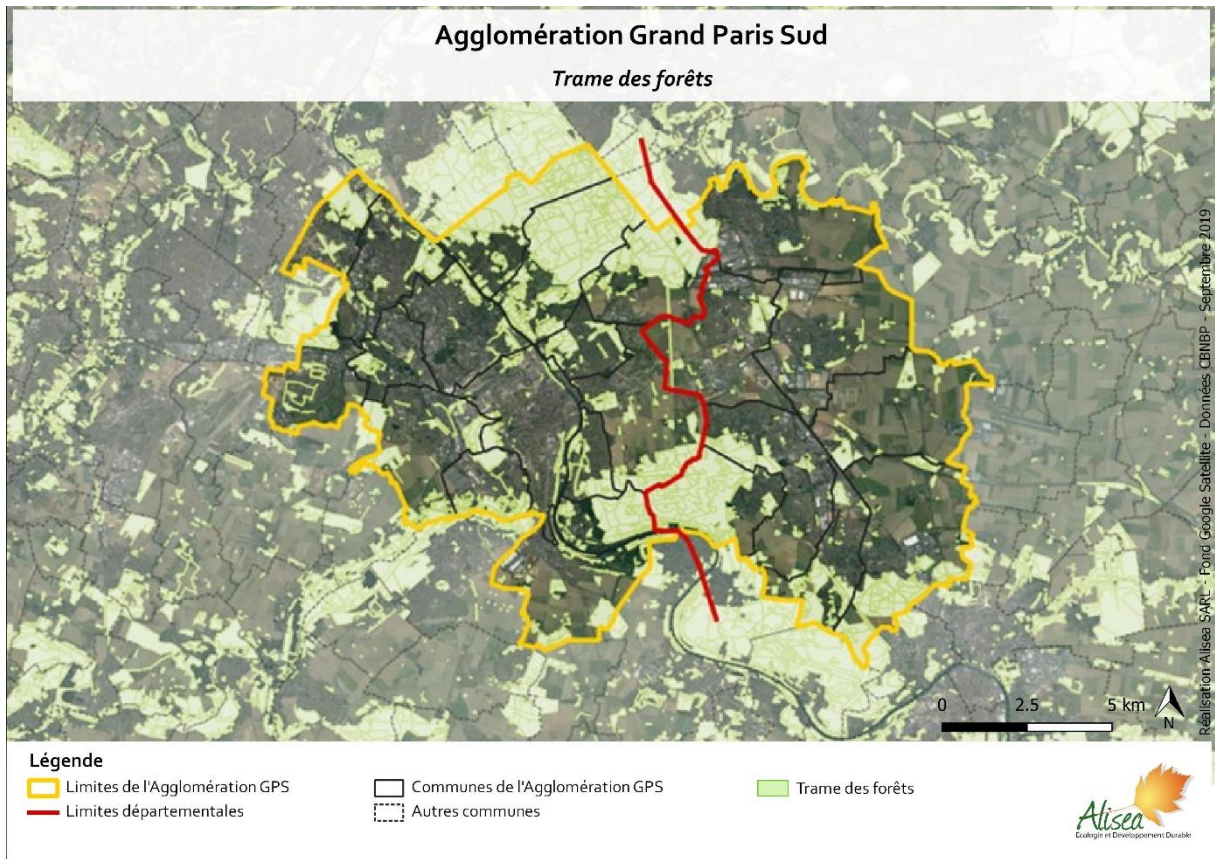 Agglomération Grand Paris Sud
Trame des forêts
Réalisation Alisea SARL - Fond Google Satellite - Données CBNBP - Septembre 2019
0 2.5 5 km
N
Légende
Limites de l'Agglomération GPS
Limites départementales
Communes de l'Agglomération GPS
Autres communes
Trame des forêts
Alisea
Ecologie et Développement Durable